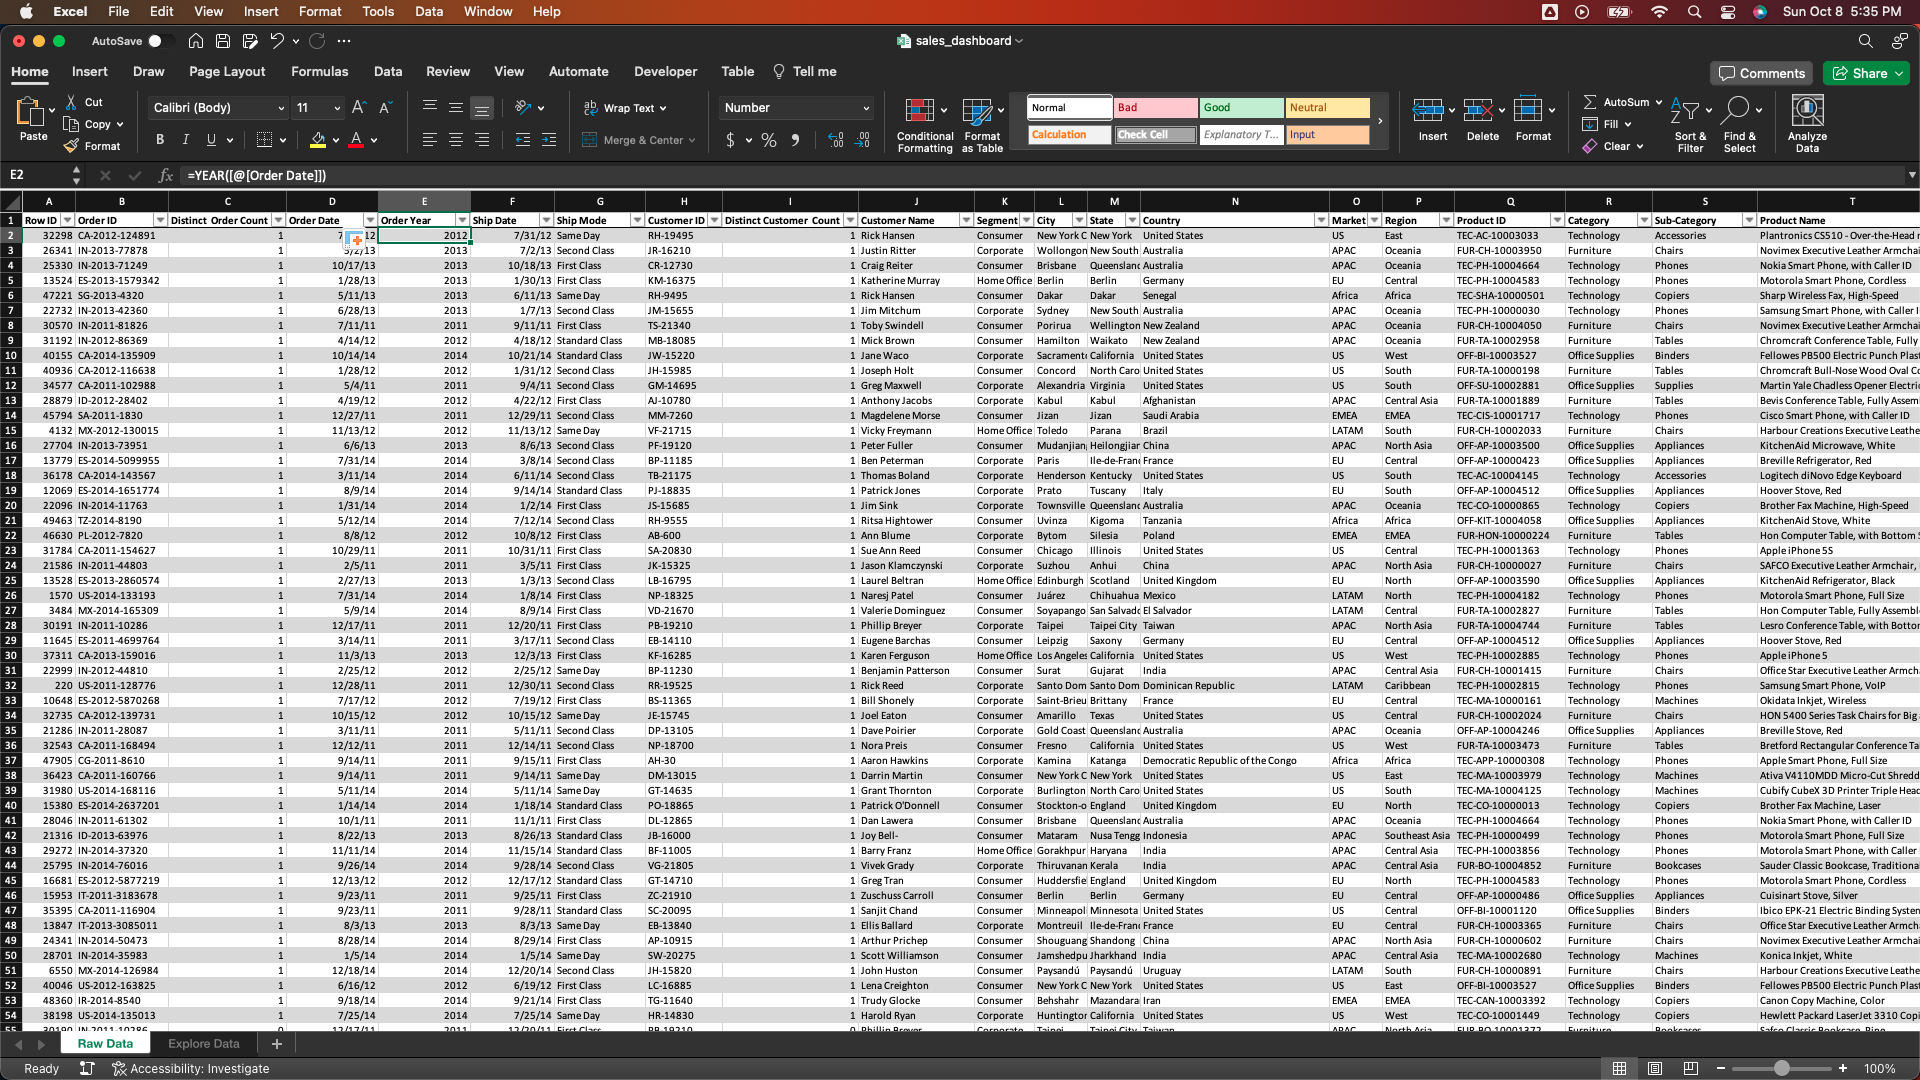 Excel File Edit View Insert Format Tools Data Window Help Sun Oct 8 5:35 PM
AutoSave sales_dashboard
Home Insert Draw Page Layout Formulas Data Review View Automate Developer Table Tell me Comments Share
Paste Cut Copy Format
Calibri (Body) 11 Wrap Text Merge & Center Number
Conditional Formatting Format as Table
Normal Bad Good Neutral
Calculation Check Cell Explanatory T... Input
Insert Delete Format AutoSum Fill Clear Sort & Filter Find & Select Analyze Data
E2 fx =YEAR([@[Order Date]])
A B C D E F G H I J K L M N O P Q R S T
1 Row ID Order ID Distinct Order Count Order Date Order Year Ship Date Ship Mode Customer ID Distinct Customer Count Customer Name Segment City State Country Market Region Product ID Category Sub-Category Product Name
2 32298 CA-2012-124891 1 2012 7/31/12 Same Day RH-19495 1 Rick Hansen Consumer New York C New York United States US East TEC-AC-10003033 Technology Accessories Plantronics CS510 - Over-the-Head
3 26341 IN-2013-77878 1 2013 7/2/13 Second Class JR-16210 1 Justin Ritter Corporate Wollongon New South Australia APAC Oceania FUR-CH-10003950 Furniture Chairs Novimex Executive Leather Armchai
4 25330 IN-2013-71249 1 10/17/13 2013 10/18/13 First Class CR-12730 1 Craig Reiter Consumer Brisbane Queensland Australia APAC Oceania TEC-PH-10004664 Technology Phones Nokia Smart Phone, with Caller ID
5 13524 ES-2013-1579342 1 1/28/13 2013 1/30/13 First Class KM-16375 1 Katherine Murray Home Office Berlin Berlin Germany EU Central TEC-PH-10004583 Technology Phones Motorola Smart Phone, Cordless
6 47221 SG-2013-4320 1 5/11/13 2013 6/11/13 Same Day RH-9495 1 Rick Hansen Consumer Dakar Dakar Senegal Africa Africa TEC-SHA-10000501 Technology Copiers Sharp Wireless Fax, High-Speed
7 22732 IN-2013-42360 1 6/28/13 2013 1/7/13 Second Class JM-15655 1 Jim Mitchum Corporate Sydney New South Australia APAC Oceania TEC-PH-10000030 Technology Phones Samsung Smart Phone, with Caller I
8 30570 IN-2011-81826 1 7/11/11 2011 9/11/11 First Class TS-21340 1 Toby Swindell Consumer Porirua Wellington New Zealand APAC Oceania FUR-CH-10004050 Furniture Chairs Novimex Executive Leather Armchai
9 31192 IN-2012-86369 1 4/14/12 2012 4/18/12 Standard Class MB-18085 1 Mick Brown Consumer Hamilton Waikato New Zealand APAC Oceania FUR-TA-10002958 Furniture Tables Chromcraft Conference Table, Fully
10 40155 CA-2014-135909 1 10/14/14 2014 10/21/14 Standard Class JW-15220 1 Jane Waco Corporate Sacramento California United States US West OFF-BI-10003527 Office Supplies Binders Fellowes PB500 Electric Punch Plas
11 40936 CA-2012-116638 1 1/28/12 2012 1/31/12 Second Class JH-15985 1 Joseph Holt Consumer Concord North Caro United States US South FUR-TA-10000198 Furniture Tables Chromcraft Bull-Nose Wood Oval Co
12 34577 CA-2011-102988 1 5/4/11 2011 9/4/11 Second Class GM-14695 1 Greg Maxwell Corporate Alexandria Virginia United States US South OFF-SU-10002881 Office Supplies Supplies Martin Yale Chadless Opener Electri
13 28879 ID-2012-28402 1 4/19/12 2012 4/22/12 First Class AJ-10780 1 Anthony Jacobs Corporate Kabul Kabul Afghanistan APAC Central Asia FUR-TA-10001889 Furniture Tables Bevis Conference Table, Fully Assem
14 45794 SA-2011-1830 1 12/27/11 2011 12/29/11 Second Class MM-7260 1 Magdelene Morse Consumer Jizan Jizan Saudi Arabia EMEA EMEA TEC-CIS-10001717 Technology Phones Cisco Smart Phone, with Caller ID
15 4132 MX-2012-130015 1 11/13/12 2012 11/13/12 Same Day VF-21715 1 Vicky Freymann Home Office Toledo Parana Brazil LATAM South FUR-CH-10002033 Furniture Chairs Harbour Creations Executive Leathe
16 27704 IN-2013-73951 1 6/6/13 2013 8/6/13 Second Class PF-19120 1 Peter Fuller Consumer Mudanjian Heilongjian China APAC North Asia OFF-AP-10003500 Office Supplies Appliances KitchenAid Microwave, White
17 13779 ES-2014-5099955 1 7/31/14 2014 3/8/14 Second Class BP-11185 1 Ben Peterman Corporate Paris Ile-de-Fran France EU Central OFF-AP-10000423 Office Supplies Appliances Breville Refrigerator, Red
18 36178 CA-2014-143567 1 3/11/14 2014 6/11/14 Second Class TB-21175 1 Thomas Boland Corporate Henderson Kentucky United States US South TEC-AC-10004145 Technology Accessories Logitech diNovo Edge Keyboard
19 12069 ES-2014-1651774 1 8/9/14 2014 9/14/14 Standard Class PJ-18835 1 Patrick Jones Corporate Prato Tuscany Italy EU South OFF-AP-10004512 Office Supplies Appliances Hoover Stove, Red
20 22096 IN-2014-11763 1 1/31/14 2014 1/2/14 First Class JS-15685 1 Jim Sink Corporate Townsville Queensland Australia APAC Oceania TEC-CO-10000865 Technology Copiers Brother Fax Machine, High-Speed
21 49463 TZ-2014-8190 1 5/12/14 2014 7/12/14 Second Class RH-9555 1 Ritsa Hightower Consumer Uvinza Kigoma Tanzania Africa Africa OFF-KIT-10004058 Office Supplies Appliances KitchenAid Stove, White
22 46630 PL-2012-7820 1 8/8/12 2012 10/8/12 First Class AB-600 1 Ann Blume Corporate Bytom Silesia Poland EMEA EMEA FUR-HON-10000224 Furniture Tables Hon Computer Table, with Bottom S
23 31784 CA-2011-154627 1 10/29/11 2011 10/31/11 First Class SA-20830 1 Sue Ann Reed Consumer Chicago Illinois United States US Central TEC-PH-10001363 Technology Phones Apple iPhone 5S
24 21586 IN-2011-44803 1 2/5/11 2011 3/5/11 First Class JK-15325 1 Jason Klamczynski Corporate Suzhou Anhui China APAC North Asia FUR-CH-10000027 Furniture Chairs SAFCO Executive Leather Armchair,
25 13528 ES-2013-2860574 1 2/27/13 2013 1/3/13 Second Class LB-16795 1 Laurel Beltran Home Office Edinburgh Scotland United Kingdom EU North OFF-AP-10003590 Office Supplies Appliances KitchenAid Refrigerator, Black
26 1570 US-2014-133193 1 7/31/14 2014 1/8/14 First Class NP-18325 1 Naresj Patel Consumer Juárez Chihuahua Mexico LATAM North TEC-PH-10004182 Technology Phones Motorola Smart Phone, Full Size
27 3484 MX-2014-165309 1 5/9/14 2014 8/9/14 First Class VD-21670 1 Valerie Dominguez Consumer Soyapango San Salvado El Salvador LATAM Central FUR-TA-10002827 Furniture Tables Hon Computer Table, Fully Assembl
28 30191 IN-2011-10286 1 12/17/11 2011 12/20/11 First Class PB-19210 1 Phillip Breyer Corporate Taipei Taipei City Taiwan APAC North Asia FUR-TA-10004744 Furniture Tables Lesro Conference Table, with Bottor
29 11645 ES-2011-4699764 1 3/14/11 2011 3/17/11 Second Class EB-14110 1 Eugene Barchas Consumer Leipzig Saxony Germany EU Central OFF-AP-10004512 Office Supplies Appliances Hoover Stove, Red
30 37311 CA-2013-159016 1 11/3/13 2013 12/3/13 First Class KF-16285 1 Karen Ferguson Home Office Los Angeles California United States US West TEC-PH-10002885 Technology Phones Apple iPhone 5
31 22999 IN-2012-44810 1 2/25/12 2012 2/25/12 Same Day BP-11230 1 Benjamin Patterson Consumer Surat Gujarat India APAC Central Asia FUR-CH-10001415 Furniture Chairs Office Star Executive Leather Armch
32 220 US-2011-128776 1 12/28/11 2011 12/30/11 Second Class RR-19525 1 Rick Reed Corporate Santo Dom Santo Dom Dominican Republic LATAM Caribbean TEC-PH-10002815 Technology Phones Samsung Smart Phone, VoIP
33 10648 ES-2012-5870268 1 7/17/12 2012 7/19/12 First Class BS-11365 1 Bill Shonely Corporate Saint-Brieu Brittany France EU Central TEC-MA-10000161 Technology Machines Okidata Inkjet, Wireless
34 32735 CA-2012-139731 1 10/15/12 2012 10/15/12 Same Day JE-15745 1 Joel Eaton Consumer Amarillo Texas United States US Central FUR-CH-10002024 Furniture Chairs HON 5400 Series Task Chairs for Big
35 21286 IN-2011-28087 1 3/11/11 2011 5/11/11 Second Class DP-13105 1 Dave Poirier Corporate Gold Coast Queensland Australia APAC Oceania OFF-AP-10004246 Office Supplies Appliances Breville Stove, Red
36 32543 CA-2011-168494 1 12/12/11 2011 12/14/11 Second Class NP-18700 1 Nora Preis Consumer Fresno California United States US West FUR-TA-10003473 Furniture Tables Bretford Rectangular Conference Ta
37 47905 CG-2011-8610 1 9/14/11 2011 9/15/11 First Class AH-30 1 Aaron Hawkins Corporate Kamina Katanga Democratic Republic of the Congo Africa Africa TEC-APP-10000308 Technology Phones Apple Smart Phone, Full Size
38 36423 CA-2011-160766 1 9/14/11 2011 9/14/11 Same Day DM-13015 1 Darrin Martin Consumer New York C New York United States US East TEC-MA-10003979 Technology Machines Ativa V4110MDD Micro-Cut Shredd
39 31980 US-2014-168116 1 5/11/14 2014 5/11/14 Same Day GT-14635 1 Grant Thornton Corporate Burlington North Caro United States US South TEC-MA-10004125 Technology Machines Cubify CubeX 3D Printer Triple Head
40 15380 ES-2014-2637201 1 1/14/14 2014 1/18/14 Standard Class PO-18865 1 Patrick O'Donnell Consumer Stockton-o England United Kingdom EU North TEC-CO-10000013 Technology Copiers Brother Fax Machine, Laser
41 28046 IN-2011-61302 1 10/1/11 2011 11/1/11 First Class DL-12865 1 Dan Lawera Consumer Brisbane Queensland Australia APAC Oceania TEC-PH-10004664 Technology Phones Nokia Smart Phone, with Caller ID
42 21316 ID-2013-63976 1 8/22/13 2013 8/26/13 Standard Class JB-16000 1 Joy Bell- Consumer Mataram Nusa Tengg Indonesia APAC Southeast Asia TEC-PH-10000499 Technology Phones Motorola Smart Phone, Full Size
43 29272 IN-2014-37320 1 11/11/14 2014 11/15/14 Standard Class BF-11005 1 Barry Franz Home Office Gorakhpur Haryana India APAC Central Asia TEC-PH-10003856 Technology Phones Motorola Smart Phone, with Caller
44 25795 IN-2014-76016 1 9/26/14 2014 9/28/14 Second Class VG-21805 1 Vivek Grady Corporate Thiruvanan Kerala India APAC Central Asia FUR-BO-10004852 Furniture Bookcases Sauder Classic Bookcase, Traditional
45 16681 ES-2012-5877219 1 12/13/12 2012 12/17/12 Standard Class GT-14710 1 Greg Tran Consumer Huddersfie England United Kingdom EU North TEC-PH-10004583 Technology Phones Motorola Smart Phone, Cordless
46 15953 IT-2011-3183678 1 9/23/11 2011 9/25/11 First Class ZC-21910 1 Zuschuss Carroll Consumer Berlin Berlin Germany EU Central OFF-AP-10000486 Office Supplies Appliances Cuisinart Stove, Silver
47 35395 CA-2011-116904 1 9/23/11 2011 9/28/11 Standard Class SC-20095 1 Sanjit Chand Consumer Minneapol Minnesota United States US Central OFF-BI-10001120 Office Supplies Binders Ibico EPK-21 Electric Binding System
48 13847 IT-2013-3085011 1 8/3/13 2013 8/3/13 Same Day EB-13840 1 Ellis Ballard Corporate Montreuil Ile-de-Fran France EU Central FUR-CH-10003365 Furniture Chairs Office Star Executive Leather Armcha
49 24341 IN-2014-50473 1 8/28/14 2014 8/29/14 First Class AP-10915 1 Arthur Prichep Consumer Shouguang Shandong China APAC North Asia FUR-CH-10000602 Furniture Chairs Novimex Executive Leather Armchai
50 28701 IN-2014-35983 1 1/5/14 2014 1/5/14 Same Day SW-20275 1 Scott Williamson Consumer Jamshedpu Jharkhand India APAC Central Asia TEC-MA-10002680 Technology Machines Konica Inkjet, White
51 6550 MX-2014-126984 1 12/18/14 2014 12/20/14 Second Class JH-15820 1 John Huston Consumer Paysandú Paysandú Uruguay LATAM South FUR-CH-10000891 Furniture Chairs Harbour Creations Executive Leathe
52 40046 US-2012-163825 1 6/16/12 2012 6/19/12 First Class LC-16885 1 Lena Creighton Consumer New York C New York United States US East OFF-BI-10003527 Office Supplies Binders Fellowes PB500 Electric Punch Plast
53 48360 IR-2014-8540 1 9/18/14 2014 9/21/14 First Class TG-11640 1 Trudy Glocke Consumer Behshahr Mazandara Iran EMEA EMEA TEC-CAN-10003392 Technology Copiers Canon Copy Machine, Color
54 38198 US-2014-135013 1 7/25/14 2014 7/25/14 Same Day HR-14830 1 Harold Ryan Corporate Huntington California United States US West TEC-CO-10001449 Technology Copiers Hewlett Packard LaserJet 3310 Copi
Raw Data Explore Data
Ready Accessibility: Investigate 100%